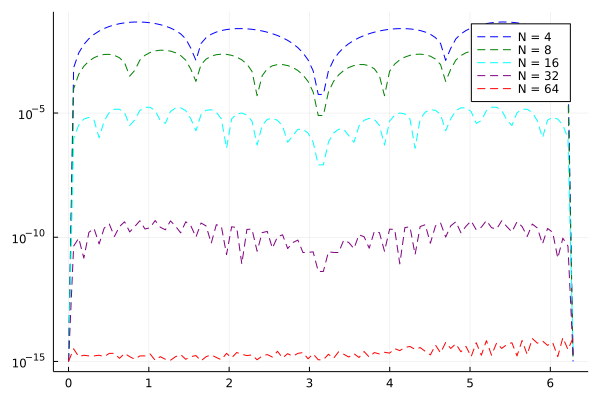 N = 4
N = 8
N = 16
N = 32
N = 64
10⁻⁵
10⁻¹⁰
10⁻¹⁵
0 1 2 3 4 5 6